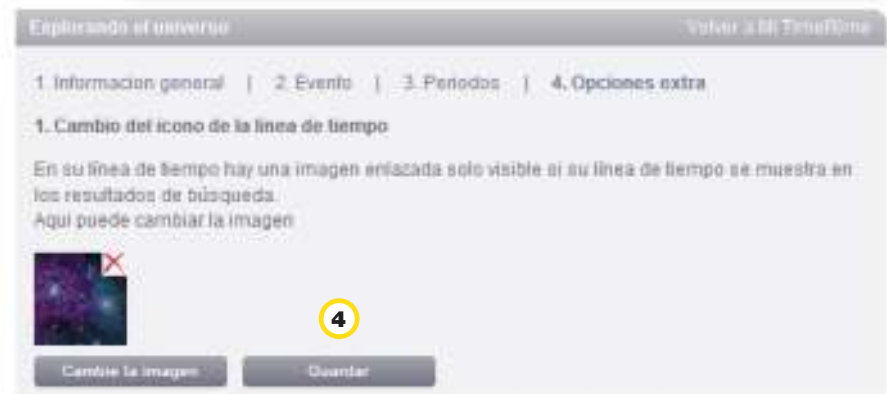 Explorando el universo Volver a Mi TimeRime
1. Informacion general | 2. Evento | 3. Periodos | 4. Opciones extra
1. Cambio del icono de la linea de tiempo
En su línea de tiempo hay una imagen enlazada solo visible si su línea de tiempo se muestra en
los resultados de búsqueda.
Aqui puede cambiar la imagen
4
Cambie la imagen Guardar